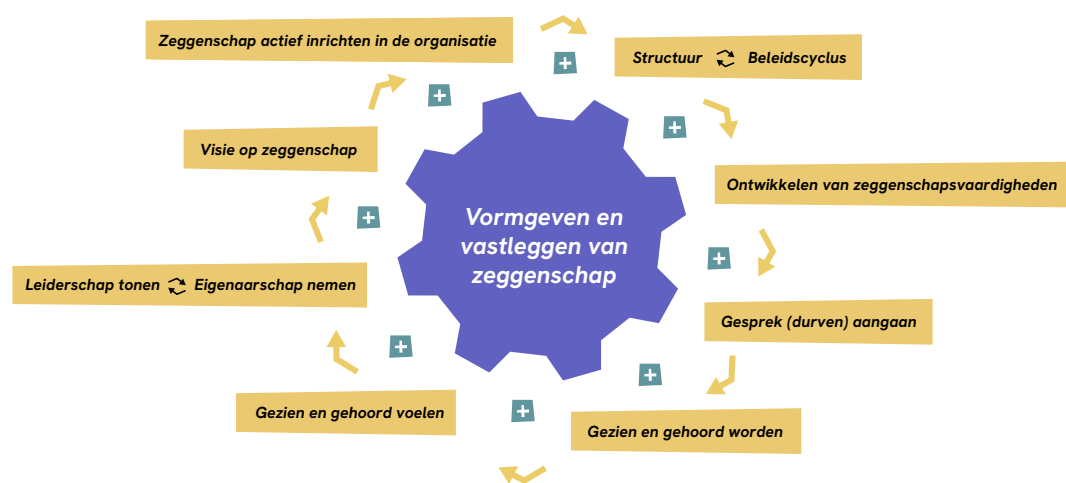 Zeggenschap actief inrichten in de organisatie
Structuur Beleidscyclus
Visie op zeggenschap
Ontwikkelen van zeggenschapsvaardigheden
Vormgeven en
vastleggen van
zeggenschap
Leiderschap tonen Eigenaarschap nemen
Gesprek (durven) aangaan
Gezien en gehoord voelen
Gezien en gehoord worden